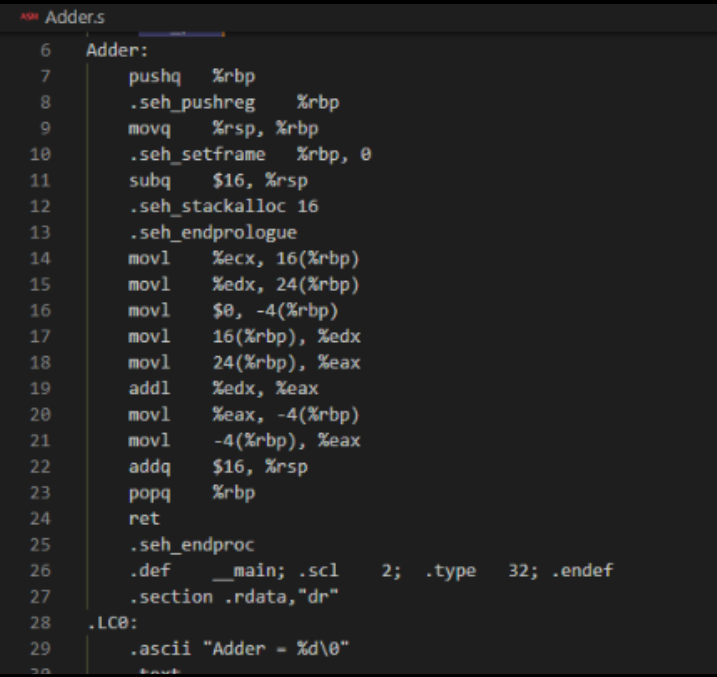 ASM Adder.s
6 Adder:
7 pushq %rbp
8 .seh_pushreg %rbp
9 movq %rsp, %rbp
10 .seh_setframe %rbp, 0
11 subq $16, %rsp
12 .seh_stackalloc 16
13 .seh_endprologue
14 movl %ecx, 16(%rbp)
15 movl %edx, 24(%rbp)
16 movl $0, -4(%rbp)
17 movl 16(%rbp), %edx
18 movl 24(%rbp), %eax
19 addl %edx, %eax
20 movl %eax, -4(%rbp)
21 movl -4(%rbp), %eax
22 addq $16, %rsp
23 popq %rbp
24 ret
25 .seh_endproc
26 .def __main; .scl 2; .type 32; .endef
27 .section .rdata,"dr"
28 .LC0:
29 .ascii "Adder = %d\0"
30 .text